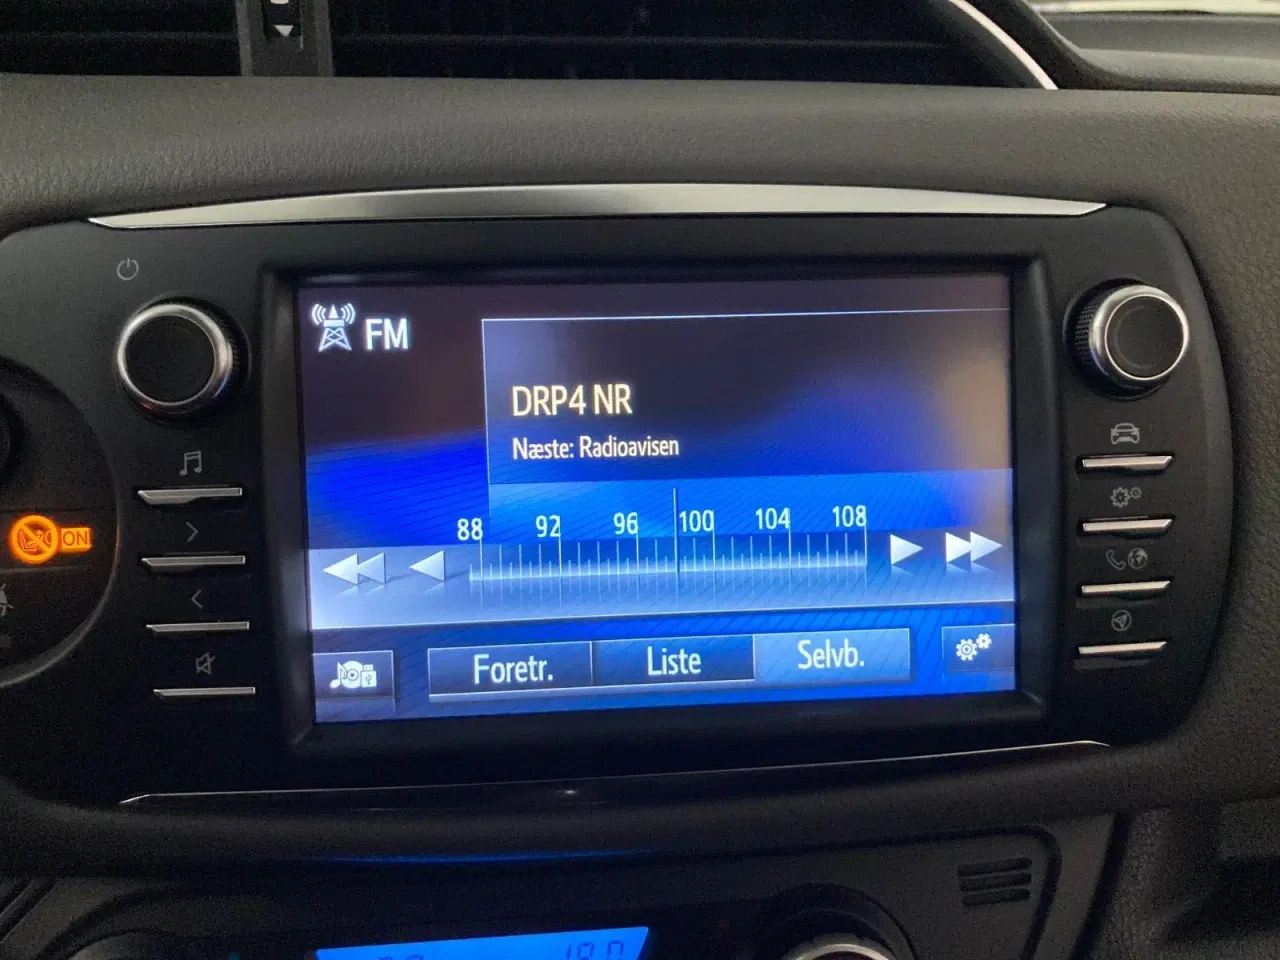 FM
DRP4 NR
Næste: Radioavisen
88 92 96 100 104 108
ON
Foretr. Liste Selvb.